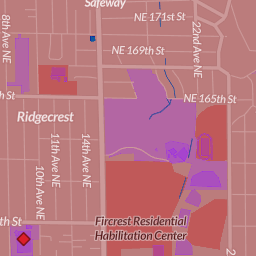 Safeway
NE 171st St
8th Ave NE
NE 169th St
22nd Ave NE
th St
NE 165th St
Ridgecrest
11th Ave NE
14th Ave NE
10th Ave NE
th St
Fircrest Residential
Habilitation Center
2